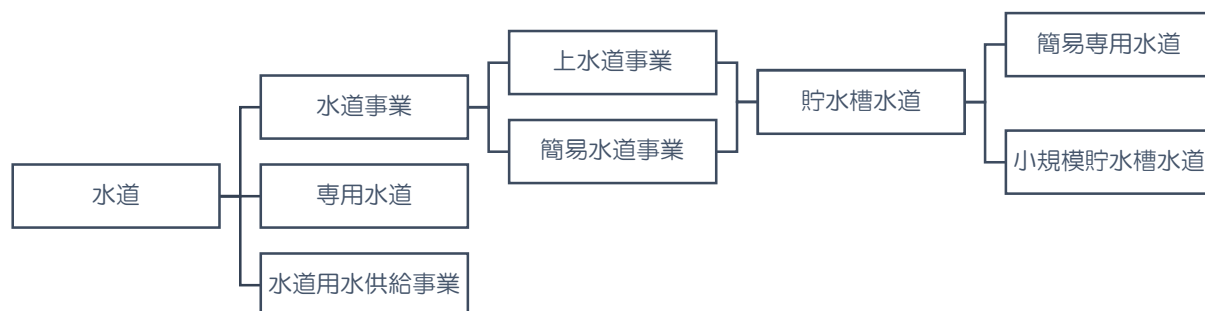 水道
水道事業
専用水道
水道用水供給事業
上水道事業
簡易水道事業
貯水槽水道
簡易専用水道
小規模貯水槽水道